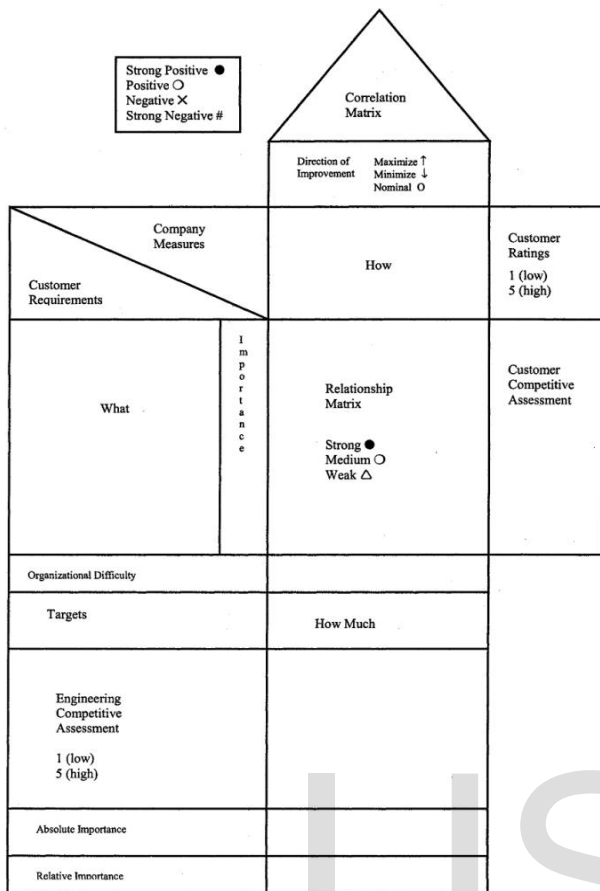 Strong Positive ●
Positive ○
Negative ✕
Strong Negative #
Correlation
Matrix
Direction of Maximize ↑
Improvement Minimize ↓
Nominal O
Company
Measures
Customer
Requirements
How
Customer
Ratings
1 (low)
5 (high)
What
Importance
Relationship
Matrix
Strong ●
Medium ○
Weak △
Customer
Competitive
Assessment
Organizational Difficulty
Targets
How Much
Engineering
Competitive
Assessment
1 (low)
5 (high)
Absolute Importance
Relative Importance